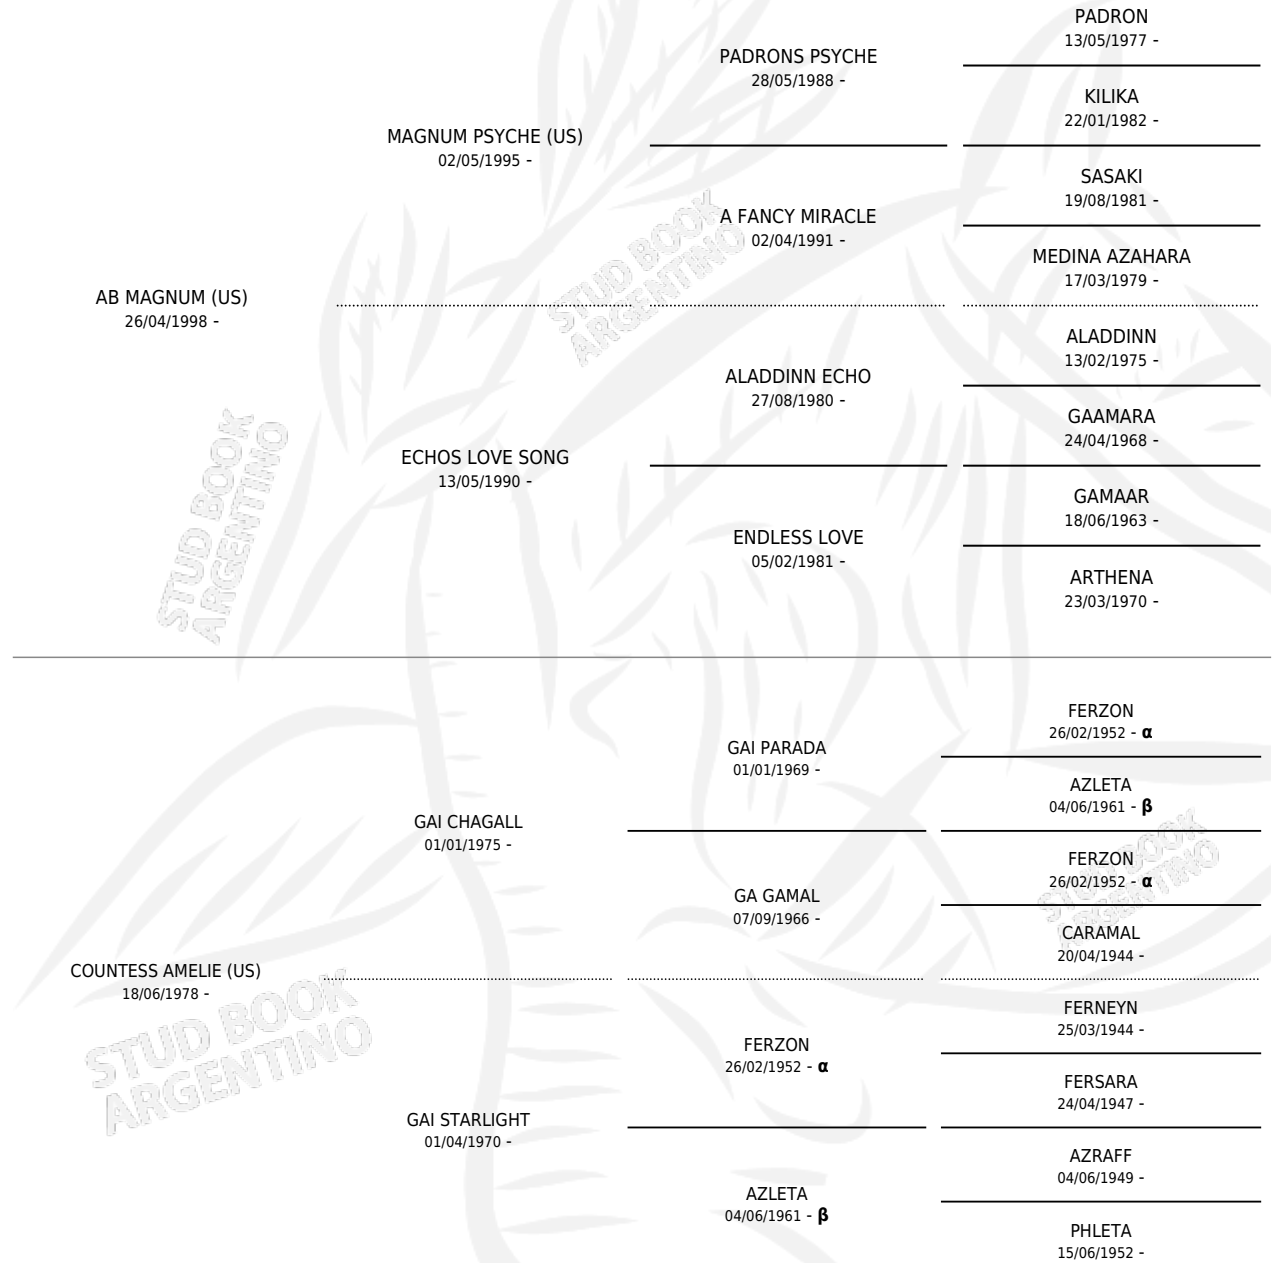 PADRON
13/05/1977 -
PADRONS PSYCHE
28/05/1988 -
KILIKA
22/01/1982 -
MAGNUM PSYCHE (US)
02/05/1995 -
SASAKI
19/08/1981 -
A FANCY MIRACLE
02/04/1991 -
MEDINA AZAHARA
17/03/1979 -
AB MAGNUM (US)
26/04/1998 -
ALADDINN
13/02/1975 -
ALADDINN ECHO
27/08/1980 -
GAAMARA
24/04/1968 -
ECHOS LOVE SONG
13/05/1990 -
GAMAAR
18/06/1963 -
ENDLESS LOVE
05/02/1981 -
ARTHENA
23/03/1970 -
FERZON
26/02/1952 - α
GAI PARADA
01/01/1969 -
AZLETA
04/06/1961 - β
GAI CHAGALL
01/01/1975 -
FERZON
26/02/1952 - α
GA GAMAL
07/09/1966 -
CARAMAL
20/04/1944 -
COUNTESS AMELIE (US)
18/06/1978 -
FERNEYN
25/03/1944 -
FERZON
26/02/1952 - α
FERSARA
24/04/1947 -
GAI STARLIGHT
01/04/1970 -
AZRAFF
04/06/1949 -
AZLETA
04/06/1961 - β
PHLETA
15/06/1952 -
STUD BOOK
ARGENTINO
STUD BOOK
ARGENTINO
STUD BOOK
ARGENTINO
STUD BOOK
ARGENTINO